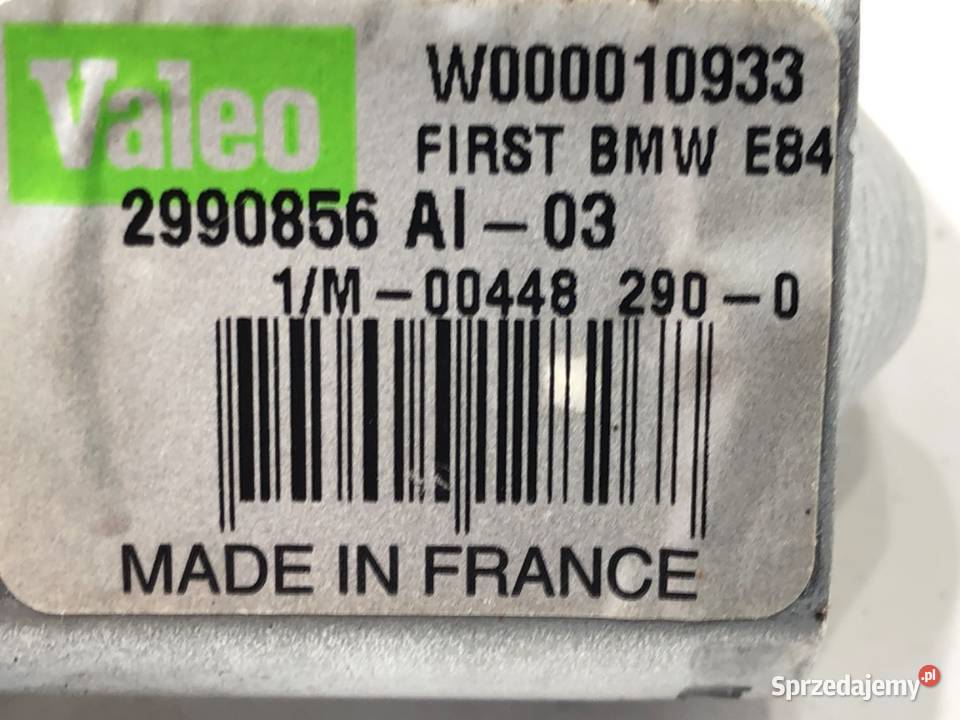 Valeo
W000010933
FIRST BMW E84
2990856 AI-03
1/M-00448 290-0
MADE IN FRANCE
Sprzedajemy.pl